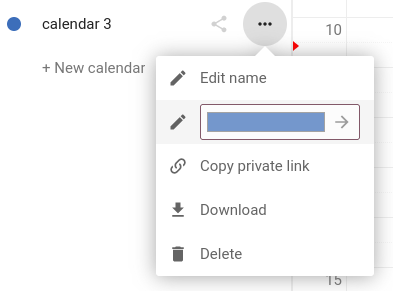 calendar 3
10
+ New calendar
Edit name
Copy private link
Download
Delete
15